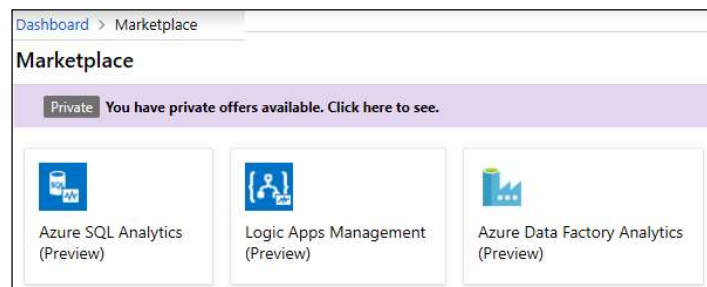 Dashboard > Marketplace
Marketplace
Private You have private offers available. Click here to see.
SQL
Azure SQL Analytics
(Preview)
Logic Apps Management
(Preview)
Azure Data Factory Analytics
(Preview)